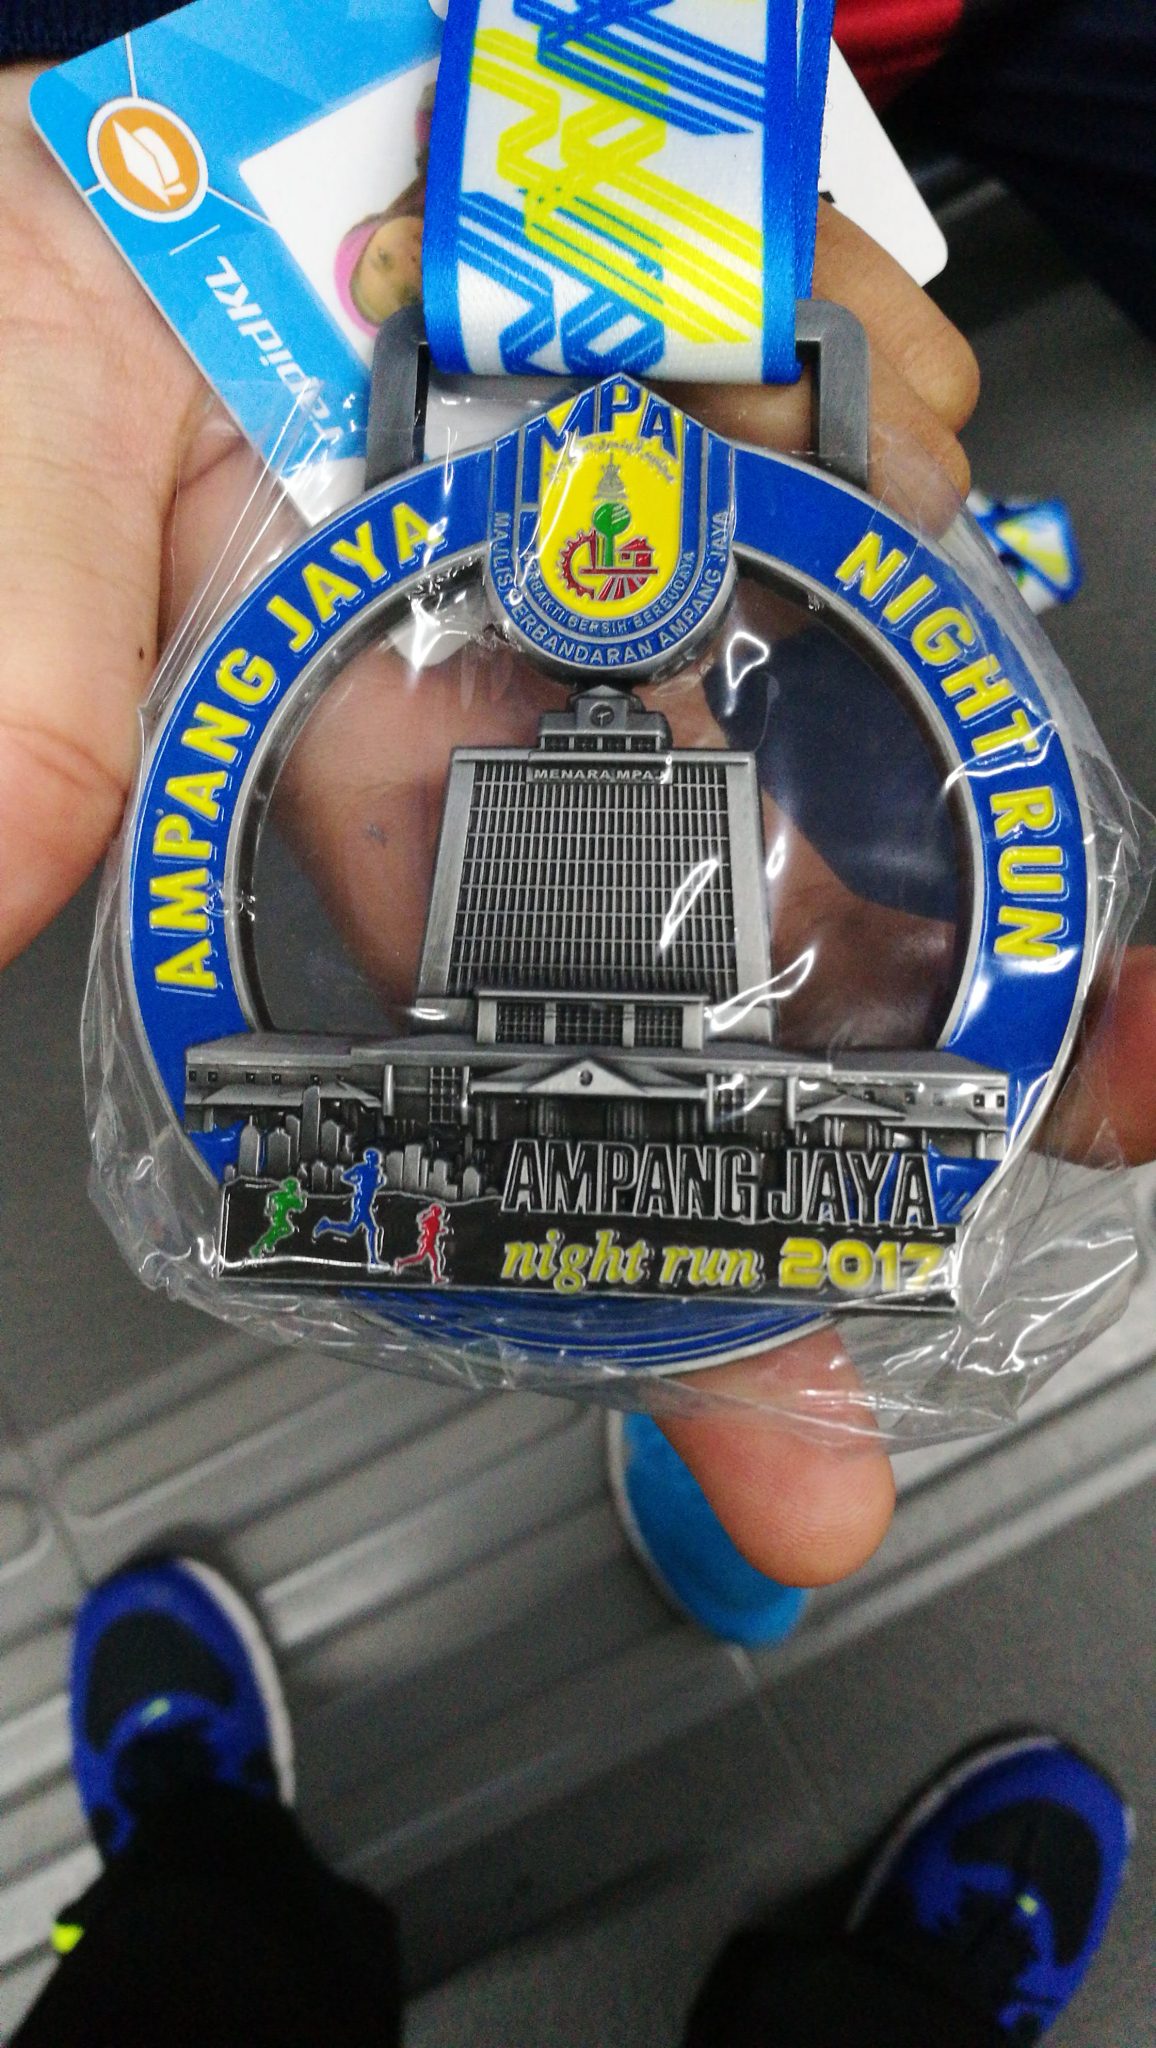 rapidKL
MPAJ
MAJLIS PERBANDARAN AMPANG JAYA
BERBAKTI BERSIH BERBUDAYA
AMPANG JAYA
NIGHT RUN
MENARA MPAJ
AMPANG JAYA
night run 2017